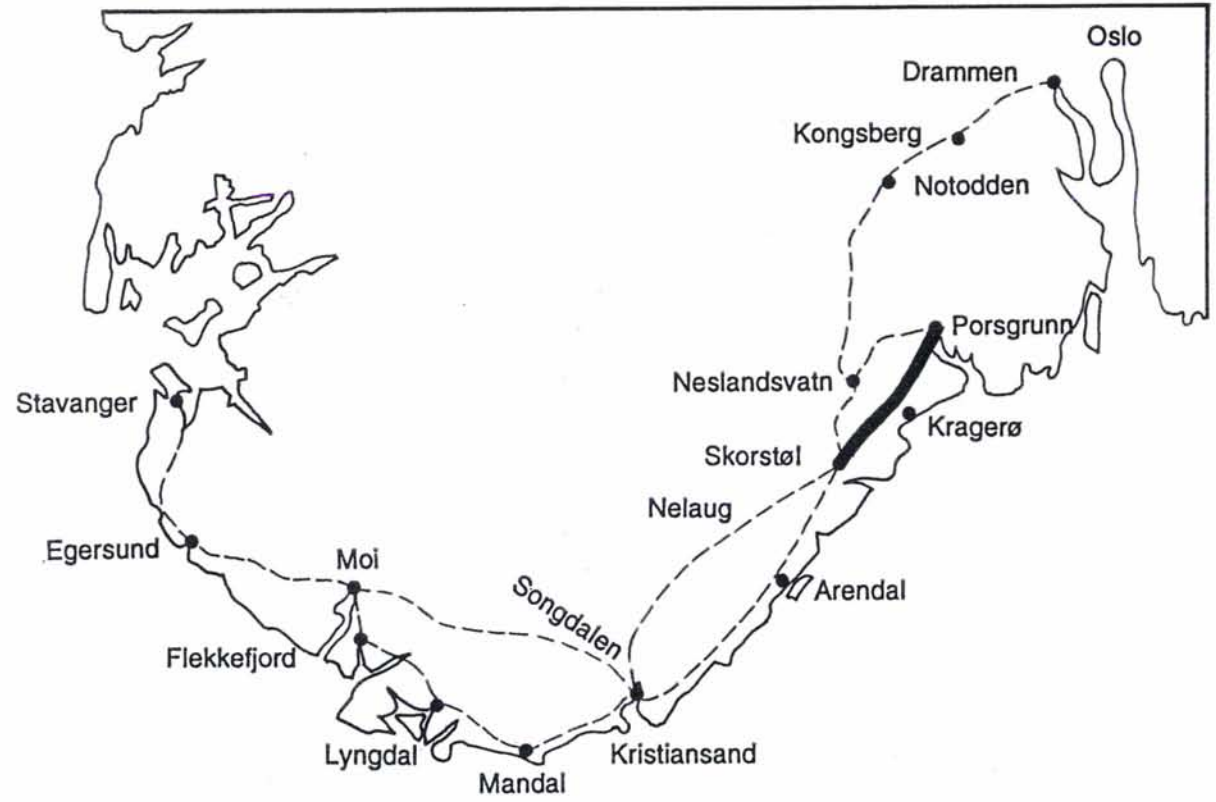 Oslo
Drammen
Kongsberg
Notodden
Porsgrunn
Neslandsvatn
Stavanger
Kragerø
Skorstøl
Nelaug
Egersund
Moi
Songdalen
Arendal
Flekkefjord
Lyngdal
Kristiansand
Mandal